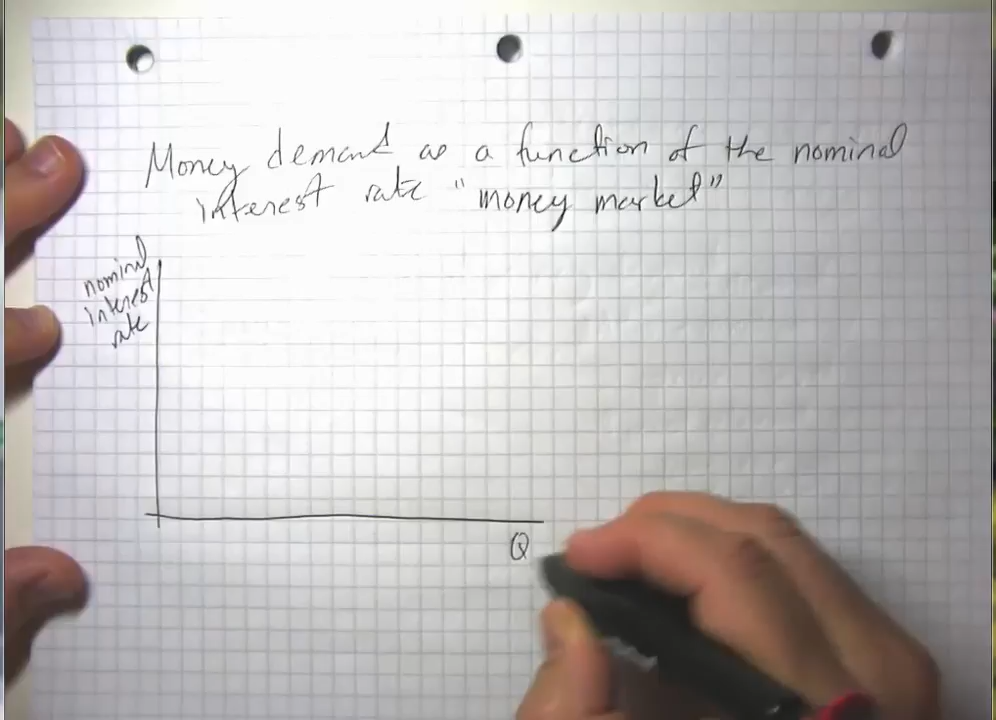 Money demand as a function of the nominal
interest rate "money market"
nominal
interest
rate
Q